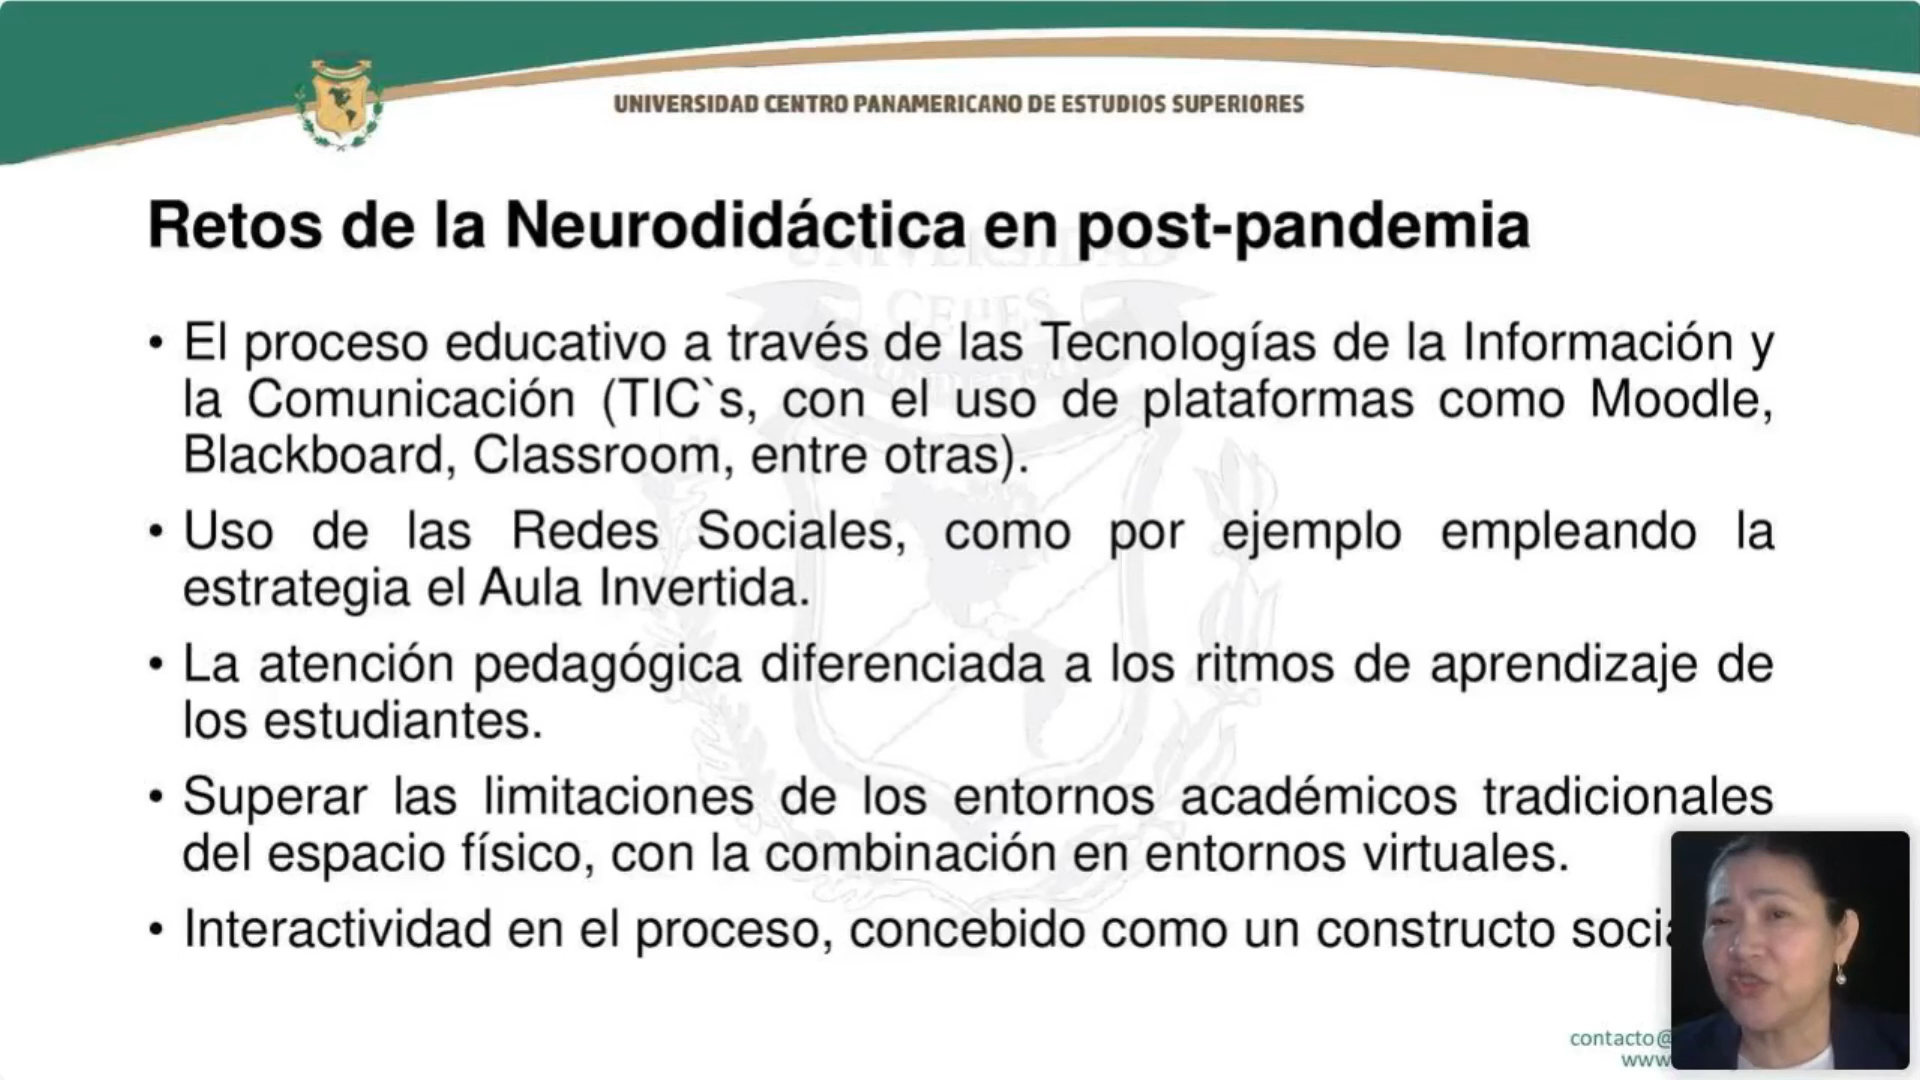 UNIVERSIDAD CENTRO PANAMERICANO DE ESTUDIOS SUPERIORES
Retos de la Neurodidáctica en post-pandemia
• El proceso educativo a través de las Tecnologías de la Información y
la Comunicación (TIC`s, con el uso de plataformas como Moodle,
Blackboard, Classroom, entre otras).
• Uso de las Redes Sociales, como por ejemplo empleando la
estrategia el Aula Invertida.
• La atención pedagógica diferenciada a los ritmos de aprendizaje de
los estudiantes.
• Superar las limitaciones de los entornos académicos tradicionales
del espacio físico, con la combinación en entornos virtuales.
• Interactividad en el proceso, concebido como un constructo soci
contacto@
www
UNIVERSIDAD
CEPES